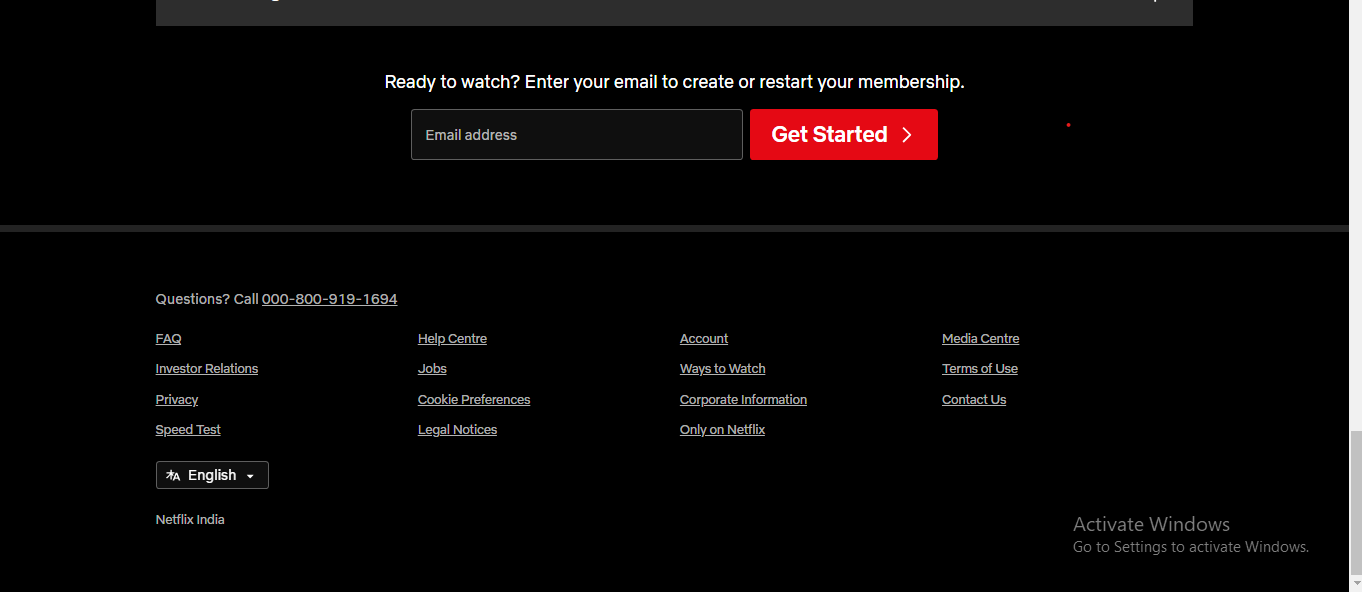 Ready to watch? Enter your email to create or restart your membership.
Email address
Get Started
Questions? Call 000-800-919-1694
FAQ
Help Centre
Account
Media Centre
Investor Relations
Jobs
Ways to Watch
Terms of Use
Privacy
Cookie Preferences
Corporate Information
Contact Us
Speed Test
Legal Notices
Only on Netflix
English
Netflix India
Activate Windows
Go to Settings to activate Windows.